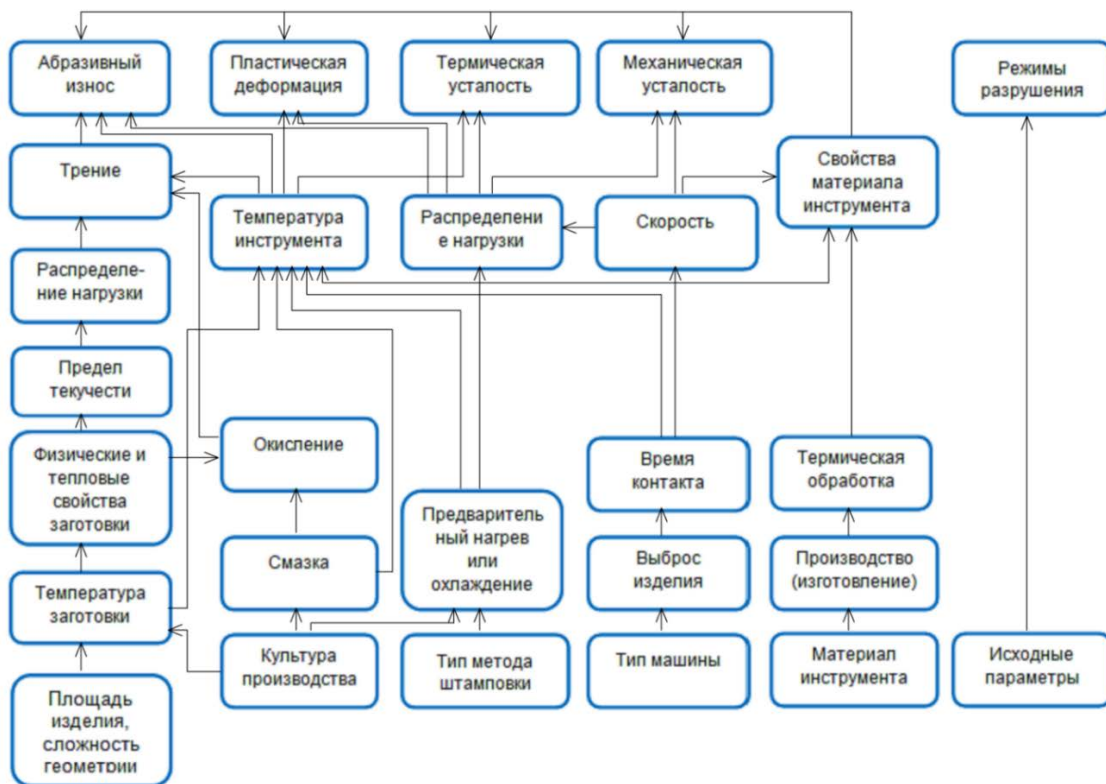 Абразивный
износ
Пластическая
деформация
Термическая
усталость
Механическая
усталость
Режимы
разрушения
Трение
Температура
инструмента
Распределени
е нагрузки
Скорость
Свойства
материала
инструмента
Распределе-
ние нагрузки
Предел
текучести
Физические и
тепловые
свойства
заготовки
Окисление
Время
контакта
Термическая
обработка
Смазка
Предваритель
ный нагрев
или
охлаждение
Выброс
изделия
Производство
(изготовление)
Температура
заготовки
Культура
производства
Тип метода
штамповки
Тип машины
Материал
инструмента
Исходные
параметры
Площадь
изделия,
сложность
геометрии